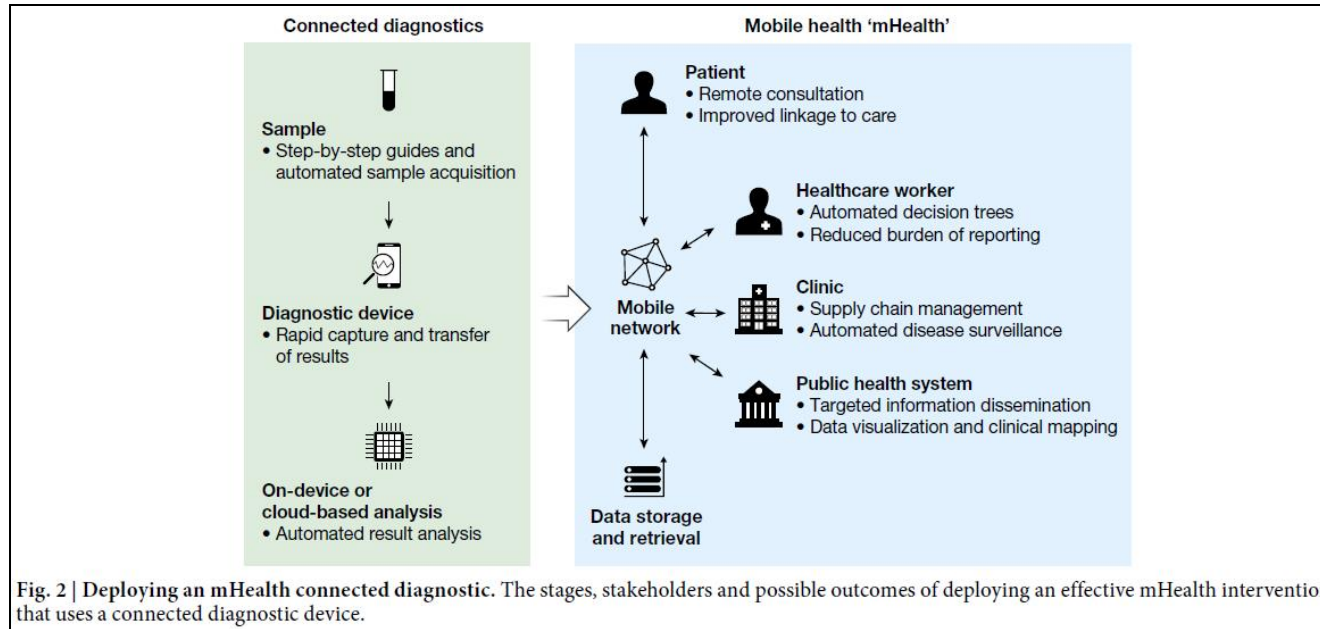 Connected diagnostics
Sample
• Step-by-step guides and
automated sample acquisition
Diagnostic device
• Rapid capture and transfer
of results
On-device or
cloud-based analysis
• Automated result analysis
Mobile health ‘mHealth’
Patient
• Remote consultation
• Improved linkage to care
Healthcare worker
• Automated decision trees
• Reduced burden of reporting
Mobile
network
Clinic
• Supply chain management
• Automated disease surveillance
Public health system
• Targeted information dissemination
• Data visualization and clinical mapping
Data storage
and retrieval
Fig. 2 | Deploying an mHealth connected diagnostic. The stages, stakeholders and possible outcomes of deploying an effective mHealth interventio
that uses a connected diagnostic device.